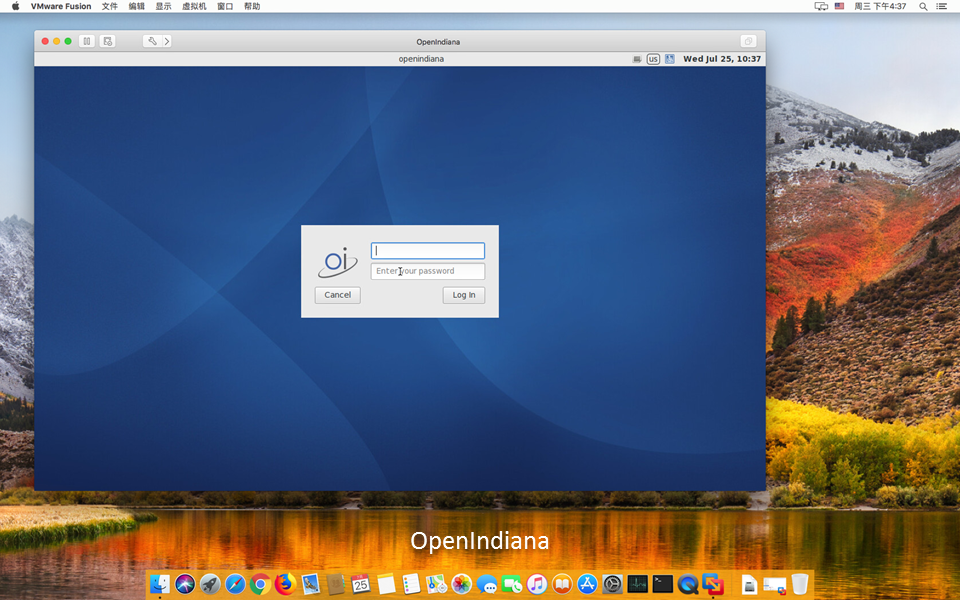 VMware Fusion 文件 编辑 显示 虚拟机 窗口 帮助 周三 下午4:37
OpenIndiana
openindiana US Wed Jul 25, 10:37
oi
Enter your password
Cancel Log In
OpenIndiana
25